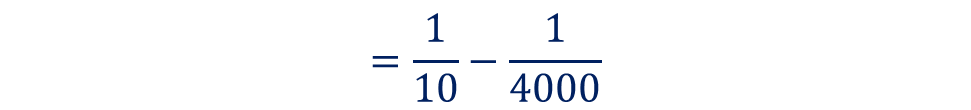 = 1/10 − 1/4000